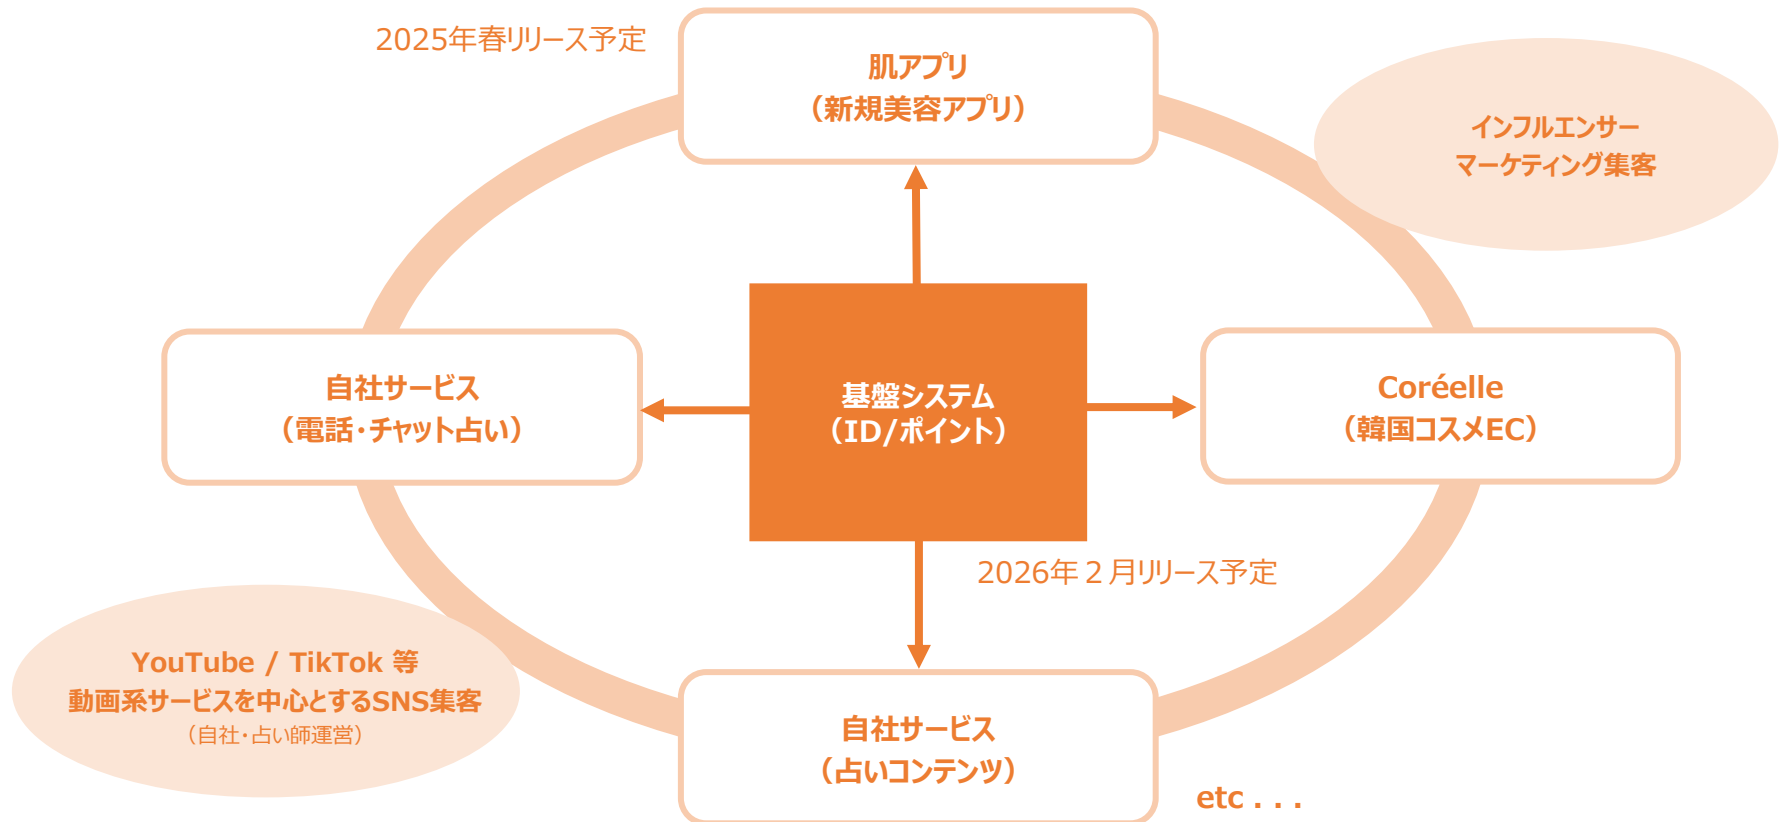 2025年春リリース予定
肌アプリ
（新規美容アプリ）
インフルエンサー
マーケティング集客
自社サービス
（電話・チャット占い）
基盤システム
（ID/ポイント）
Coréelle
（韓国コスメEC）
2026年２月リリース予定
YouTube / TikTok 等
動画系サービスを中心とするSNS集客
（自社・占い師運営）
自社サービス
（占いコンテンツ）
etc . . .